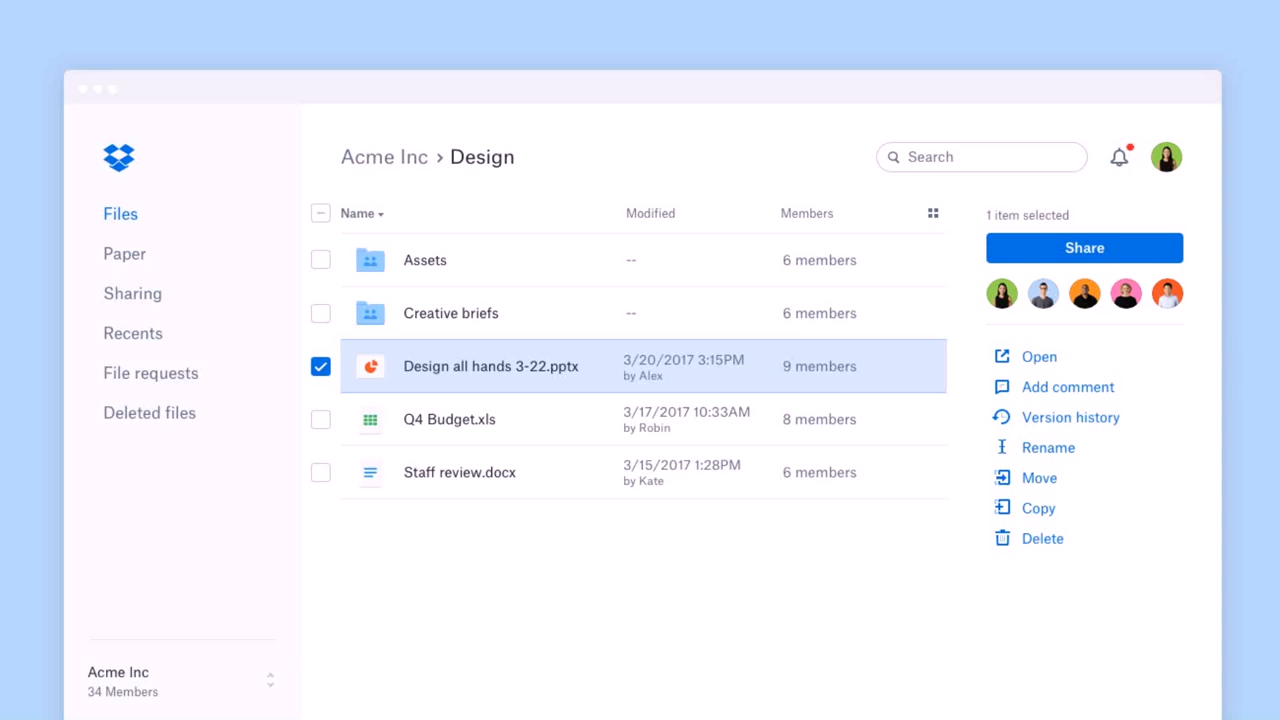 Acme Inc › Design
Search
Files
Paper
Sharing
Recents
File requests
Deleted files
Acme Inc
34 Members
Name Modified Members
Assets -- 6 members
Creative briefs -- 6 members
Design all hands 3-22.pptx 3/20/2017 3:15PM 9 members
by Alex
Q4 Budget.xls 3/17/2017 10:33AM 8 members
by Robin
Staff review.docx 3/15/2017 1:28PM 6 members
by Kate
1 item selected
Share
Open
Add comment
Version history
Rename
Move
Copy
Delete